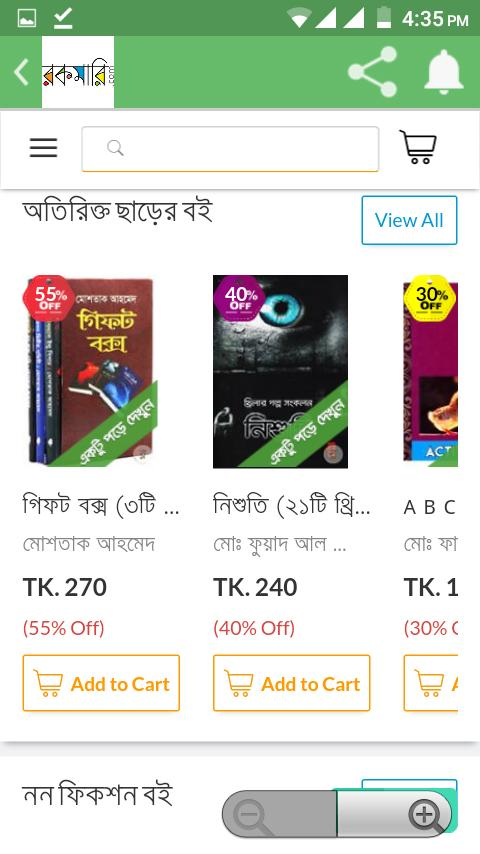 4:35 PM
রকমারি
.com
অতিরিক্ত ছাড়ের বই
View All
55% OFF
মোশতাক আহমেদ
গিফট বক্স
একটু পড়ে দেখুন
40% OFF
থ্রিলার গল্প সংকলন
নিশুতি
একটু পড়ে দেখুন
30% OFF
ACT
গিফট বক্স (৩টি ...
নিশুতি (২১টি থ্রি...
A B C
মোশতাক আহমেদ
মোঃ ফুয়াদ আল ...
মোঃ ফা
TK. 270
TK. 240
TK. 1
(55% Off)
(40% Off)
(30% O
Add to Cart
Add to Cart
A
নন ফিকশন বই